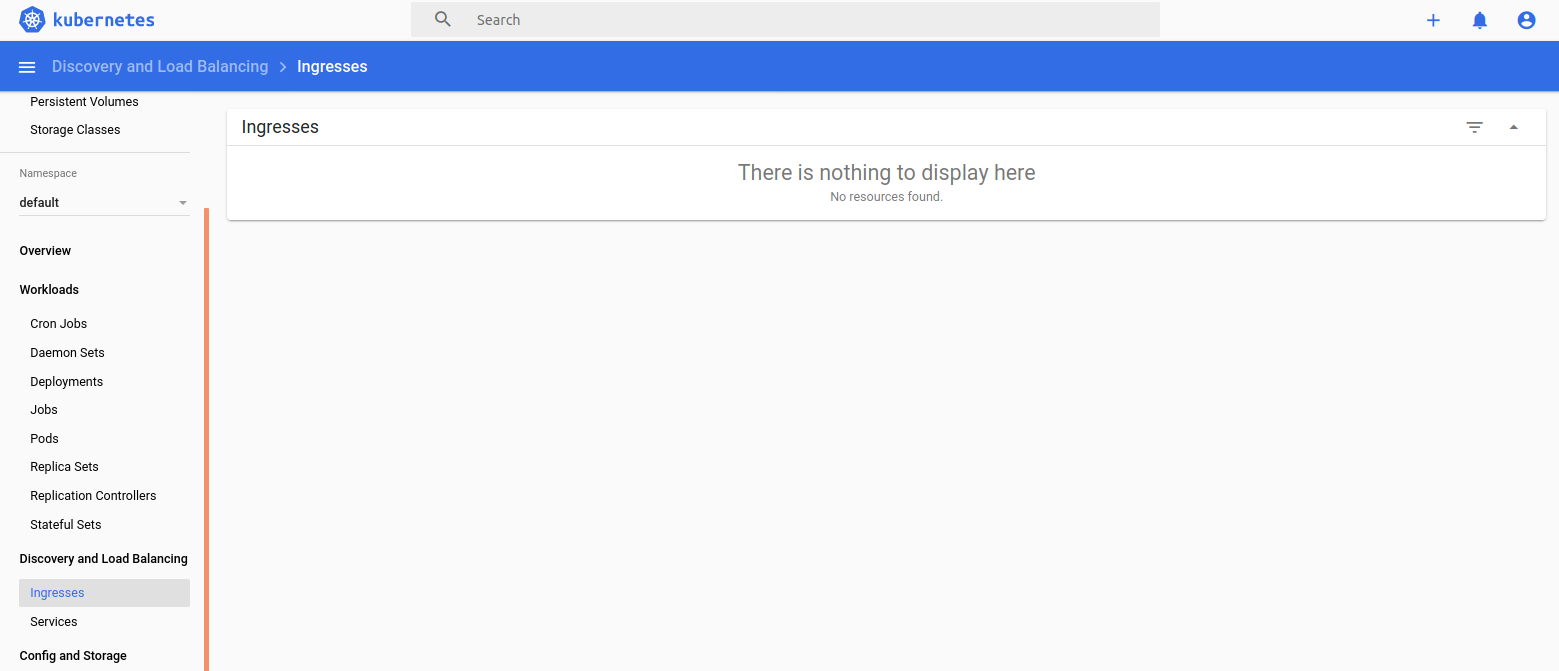 kubernetes
Search
Discovery and Load Balancing > Ingresses
Persistent Volumes
Storage Classes
Namespace
default
Overview
Workloads
Cron Jobs
Daemon Sets
Deployments
Jobs
Pods
Replica Sets
Replication Controllers
Stateful Sets
Discovery and Load Balancing
Ingresses
Services
Config and Storage
Ingresses
There is nothing to display here
No resources found.